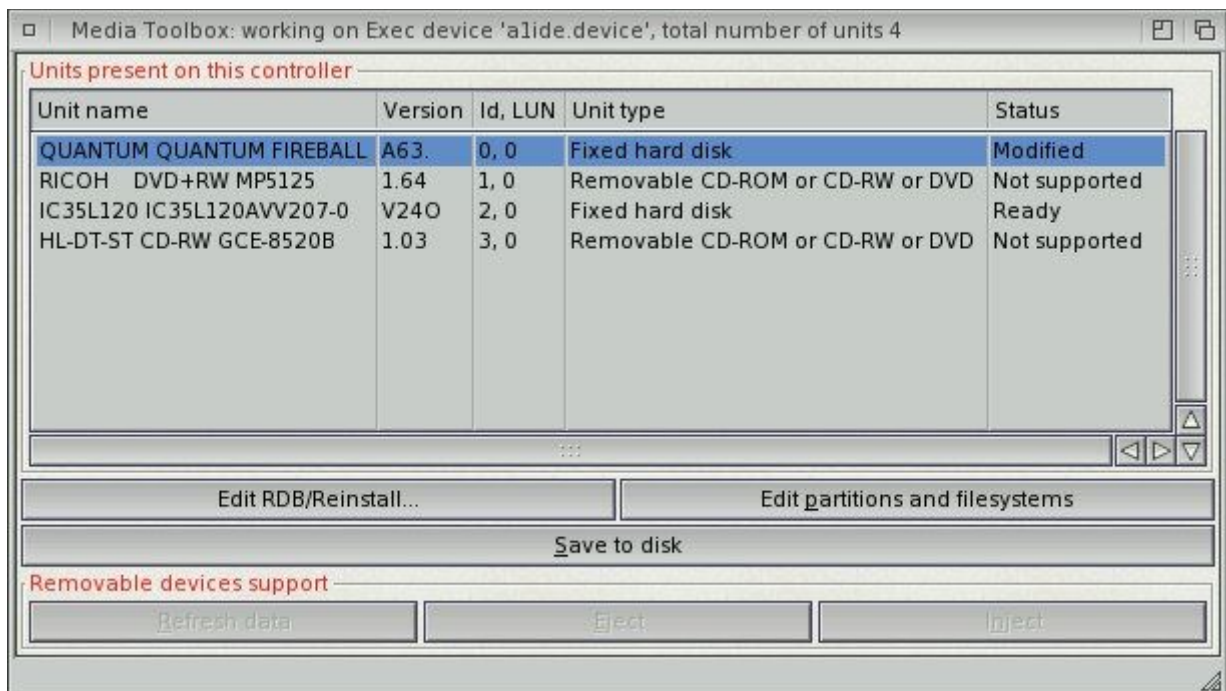 Media Toolbox: working on Exec device 'a1ide.device', total number of units 4
Units present on this controller
Unit name Version Id, LUN Unit type Status
QUANTUM QUANTUM FIREBALL A63. 0, 0 Fixed hard disk Modified
RICOH DVD+RW MP5125 1.64 1, 0 Removable CD-ROM or CD-RW or DVD Not supported
IC35L120 IC35L120AVV207-0 V24O 2, 0 Fixed hard disk Ready
HL-DT-ST CD-RW GCE-8520B 1.03 3, 0 Removable CD-ROM or CD-RW or DVD Not supported
Edit RDB/Reinstall... Edit partitions and filesystems
Save to disk
Removable devices support
Refresh data Eject Inject